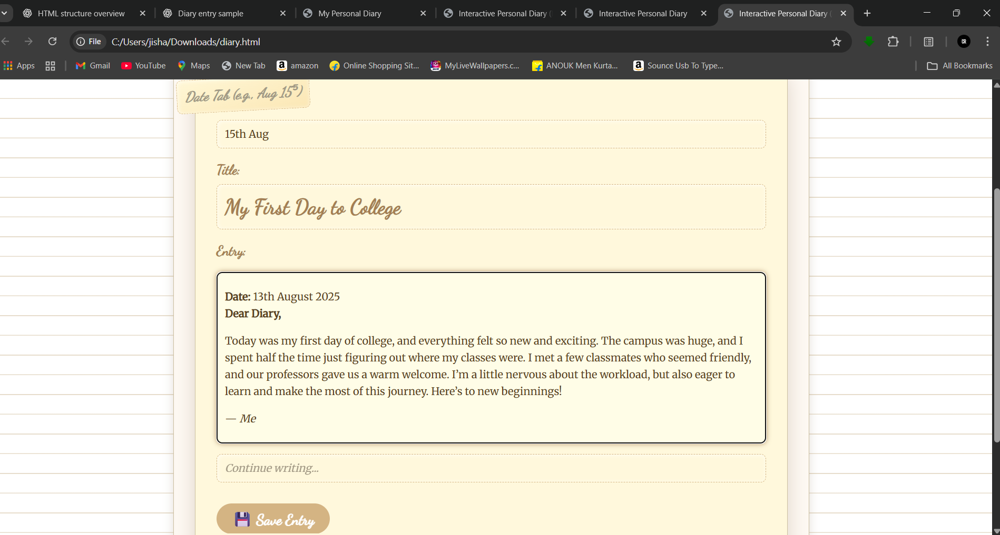 HTML structure overview
Diary entry sample
My Personal Diary
Interactive Personal Diary
Interactive Personal Diary
Interactive Personal Diary
File
C:/Users/jisha/Downloads/diary.html
CR
Apps
Gmail
YouTube
Maps
New Tab
amazon
Online Shopping Sit...
MyLiveWallpapers.c...
ANOUK Men Kurta...
Sounce Usb To Type...
All Bookmarks
Date Tab (e.g., Aug 15⁵)
15th Aug
Title:
My First Day to College
Entry:
Date: 13th August 2025
Dear Diary,
Today was my first day of college, and everything felt so new and exciting. The campus was huge, and I
spent half the time just figuring out where my classes were. I met a few classmates who seemed friendly,
and our professors gave us a warm welcome. I’m a little nervous about the workload, but also eager to
learn and make the most of this journey. Here’s to new beginnings!
— Me
Continue writing...
Save Entry